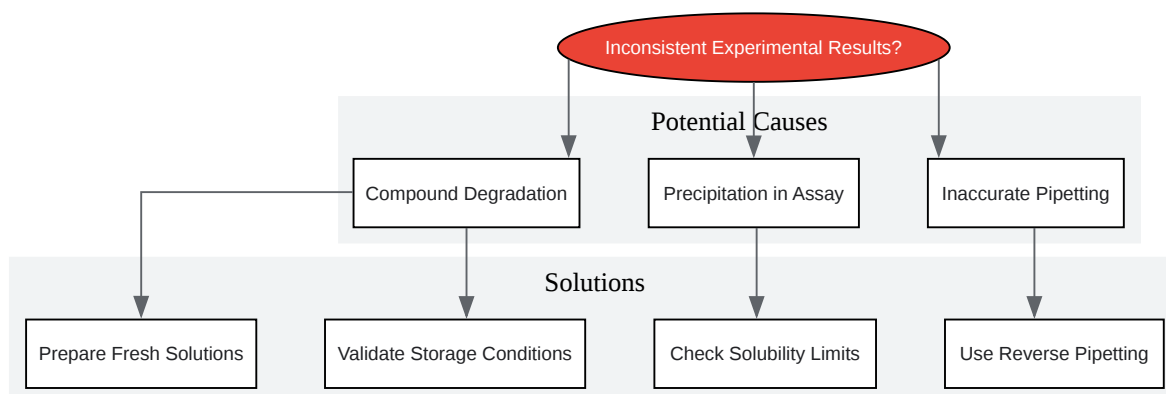 Inconsistent Experimental Results?
Potential Causes
Compound Degradation
Precipitation in Assay
Inaccurate Pipetting
Solutions
Prepare Fresh Solutions
Validate Storage Conditions
Check Solubility Limits
Use Reverse Pipetting